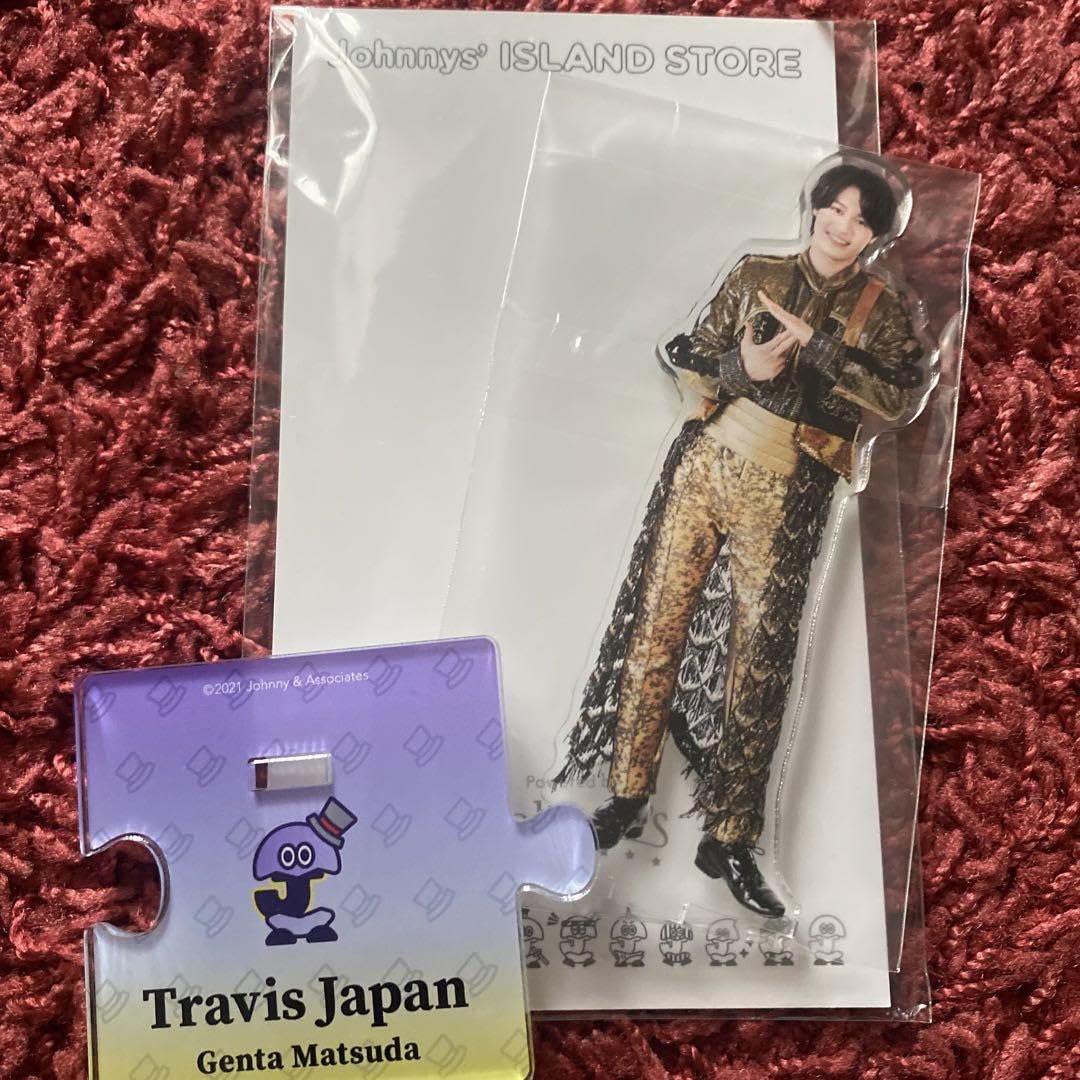 Johnnys' ISLAND STORE
©2021 Johnny & Associates
Travis Japan
Genta Matsuda